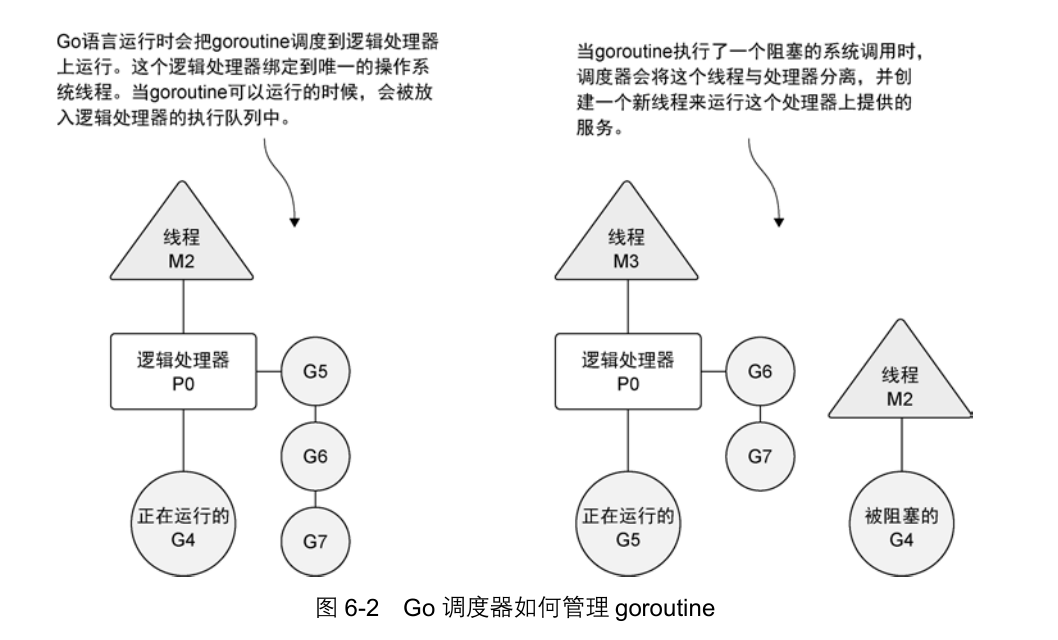 Go语言运行时会把goroutine调度到逻辑处理器
上运行。这个逻辑处理器绑定到唯一的操作系
统线程。当goroutine可以运行的时候，会被放
入逻辑处理器的执行队列中。
当goroutine执行了一个阻塞的系统调用时，
调度器会将这个线程与处理器分离，并创
建一个新线程来运行这个处理器上提供的
服务。
线程
M2
逻辑处理器
P0
G5
G6
G7
正在运行的
G4
线程
M3
逻辑处理器
P0
G6
G7
正在运行的
G5
线程
M2
被阻塞的
G4
图 6-2 Go 调度器如何管理 goroutine